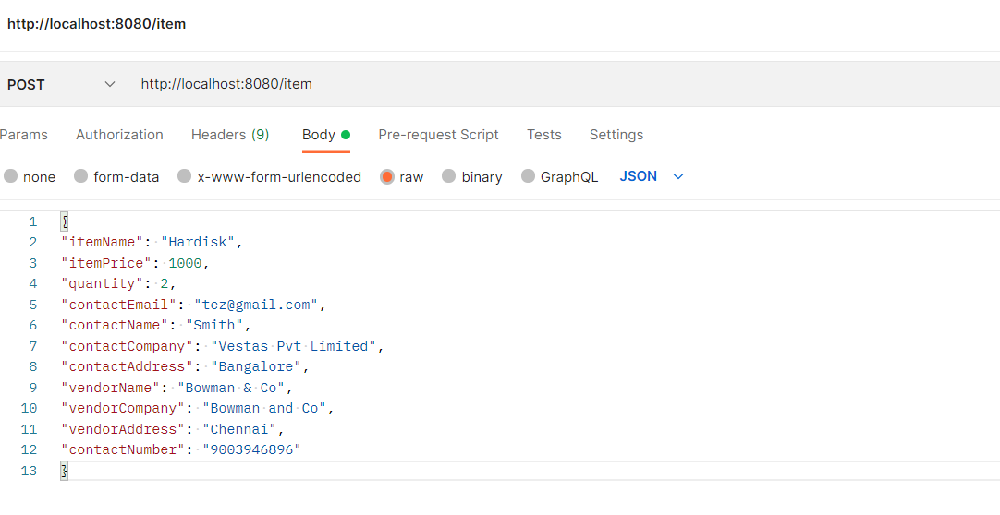 http://localhost:8080/item
POST http://localhost:8080/item
Params Authorization Headers (9) Body Pre-request Script Tests Settings
none form-data x-www-form-urlencoded raw binary GraphQL JSON
1 {
2 "itemName": "Hardisk",
3 "itemPrice": 1000,
4 "quantity": 2,
5 "contactEmail": "tez@gmail.com",
6 "contactName": "Smith",
7 "contactCompany": "Vestas Pvt Limited",
8 "contactAddress": "Bangalore",
9 "vendorName": "Bowman & Co",
10 "vendorCompany": "Bowman and Co",
11 "vendorAddress": "Chennai",
12 "contactNumber": "9003946896"
13 }